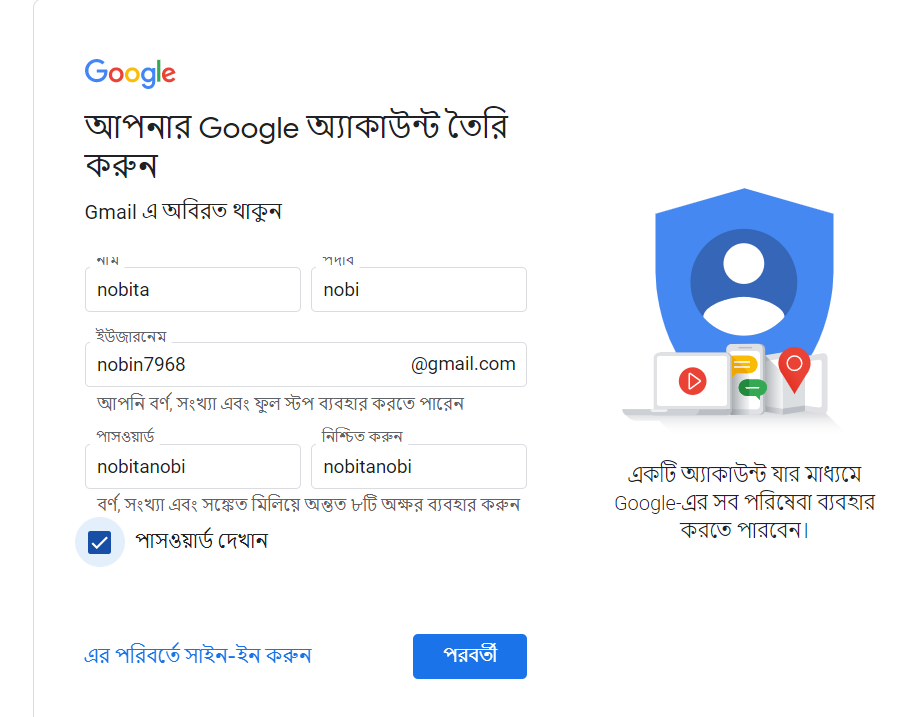 Google
আপনার Google অ্যাকাউন্ট তৈরি
করুন
Gmail এ অবিরত থাকুন
নাম পদবি
nobita nobi
ইউজারনেম
nobin7968 @gmail.com
আপনি বর্ণ, সংখ্যা এবং ফুল স্টপ ব্যবহার করতে পারেন
পাসওয়ার্ড নিশ্চিত করুন
nobitanobi nobitanobi
বর্ণ, সংখ্যা এবং সঙ্কেত মিলিয়ে অন্তত ৮টি অক্ষর ব্যবহার করুন
পাসওয়ার্ড দেখান
এর পরিবর্তে সাইন-ইন করুন পরবর্তী
একটি অ্যাকাউন্ট যার মাধ্যমে
Google-এর সব পরিষেবা ব্যবহার
করতে পারবেন।